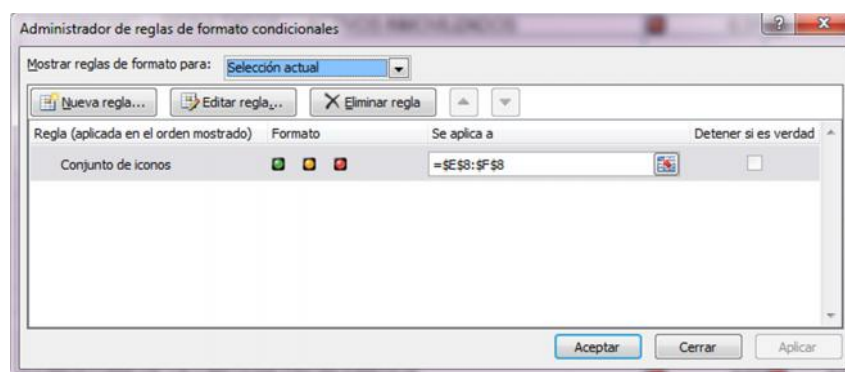 Administrador de reglas de formato condicionales
Mostrar reglas de formato para: Selección actual
Nueva regla... Editar regla... Eliminar regla
Regla (aplicada en el orden mostrado) Formato Se aplica a Detener si es verdad
Conjunto de iconos =$E$8:$F$8
Aceptar Cerrar Aplicar